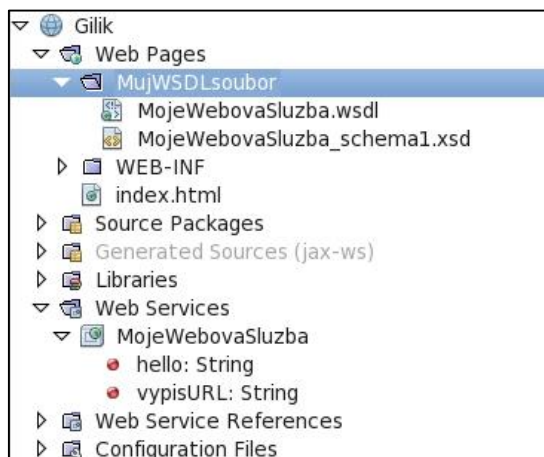 Gilik
Web Pages
MujWSDLsoubor
MojeWebovaSluzba.wsdl
MojeWebovaSluzba_schema1.xsd
WEB-INF
index.html
Source Packages
Generated Sources (jax-ws)
Libraries
Web Services
MojeWebovaSluzba
hello: String
vypisURL: String
Web Service References
Configuration Files